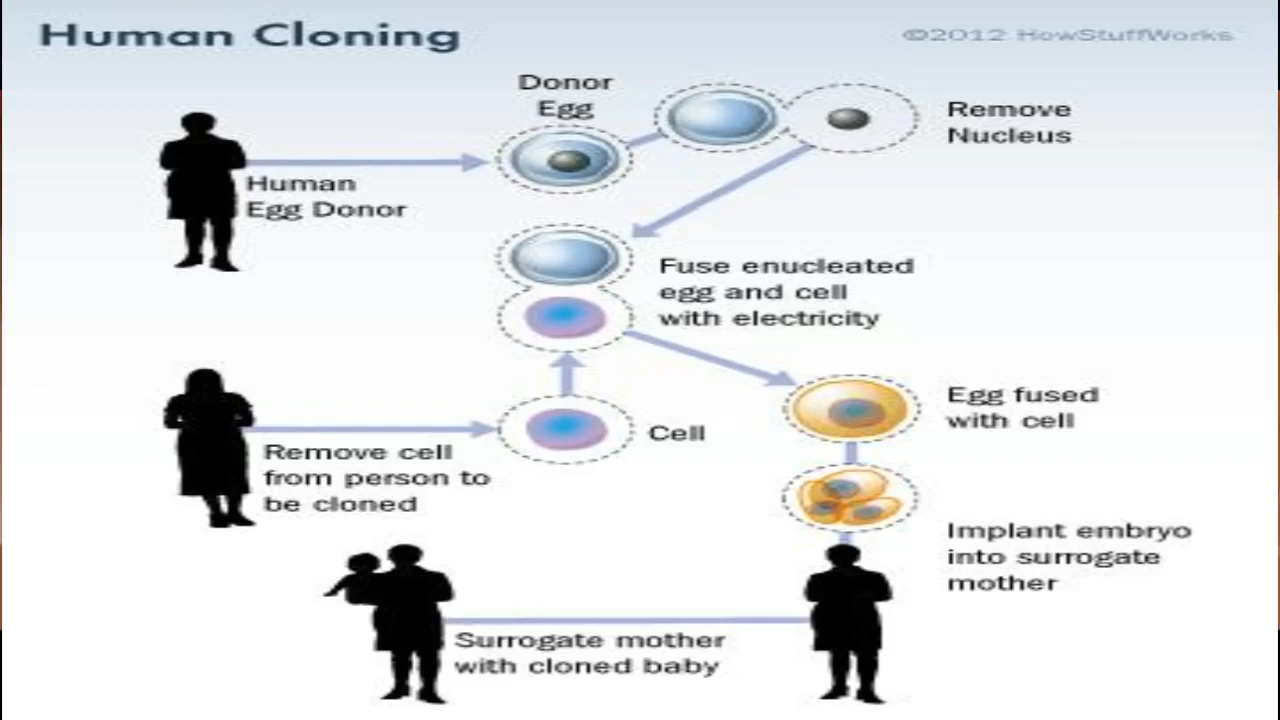 Human Cloning
©2012 HowStuffWorks
Donor
Egg
Remove
Nucleus
Human
Egg Donor
Fuse enucleated
egg and cell
with electricity
Egg fused
with cell
Cell
Remove cell
from person to
be cloned
Implant embryo
into surrogate
mother
Surrogate mother
with cloned baby